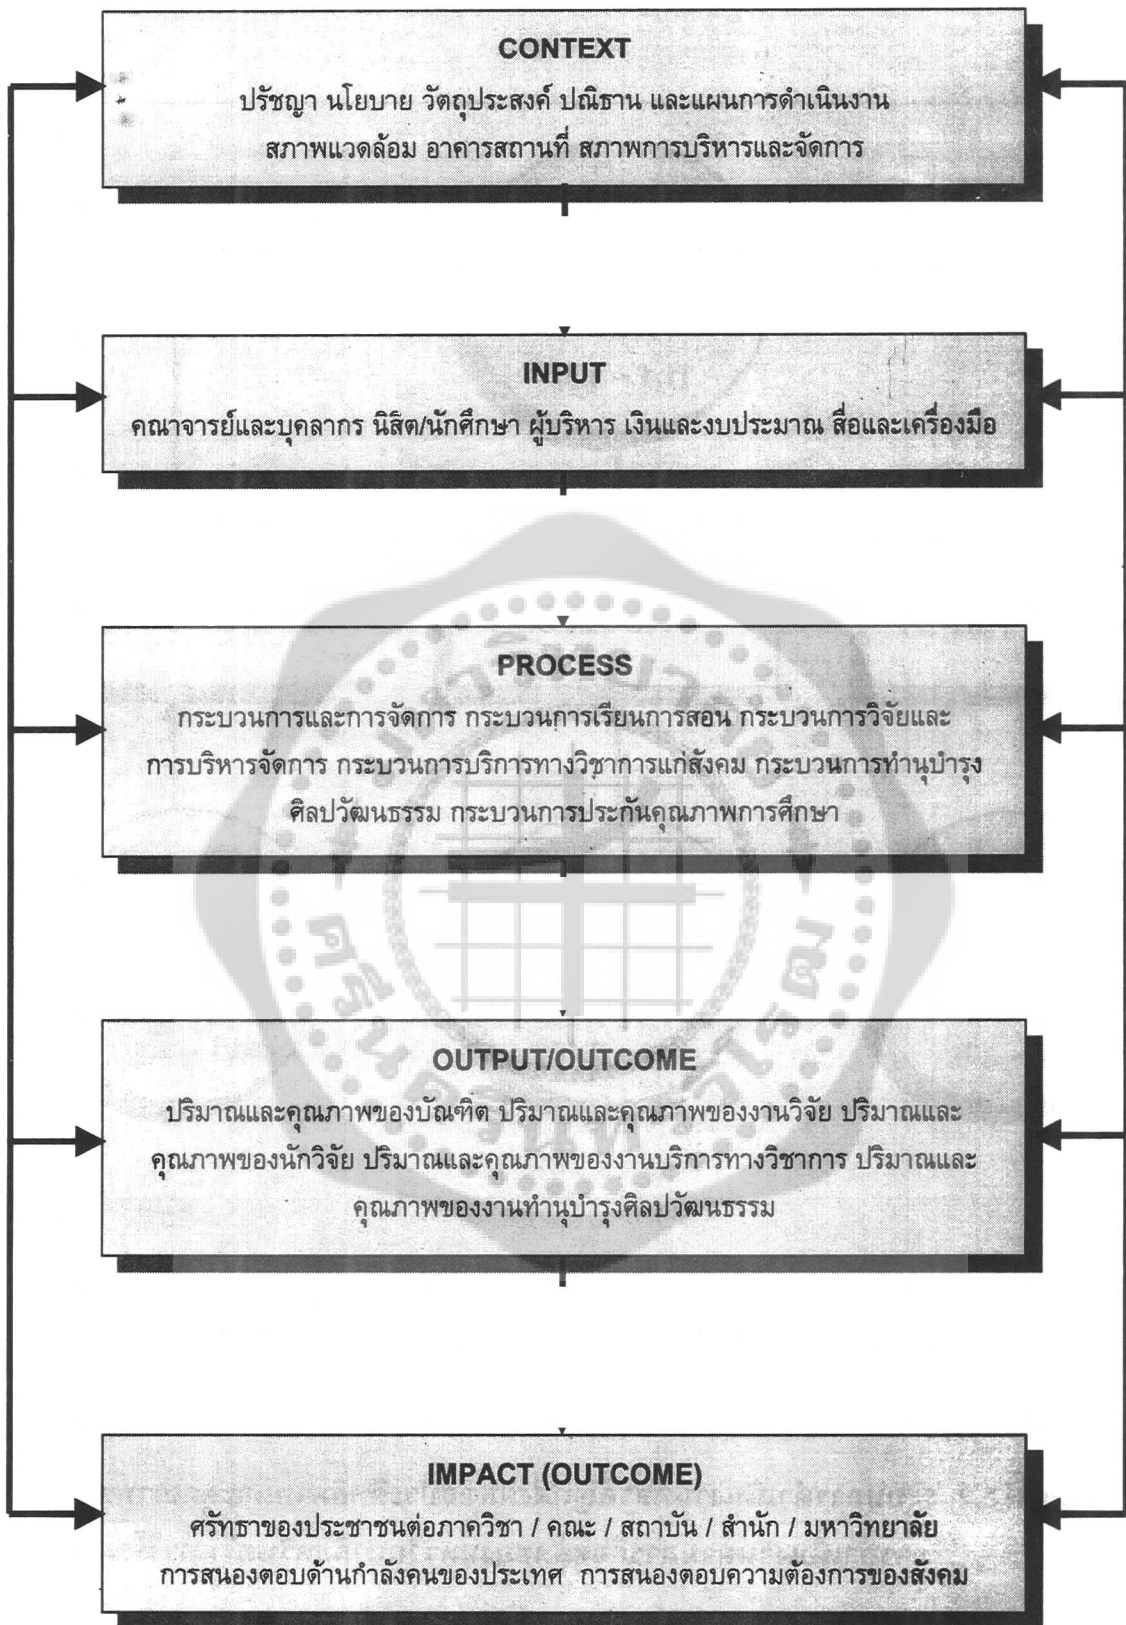 CONTEXT
ปรัชญา นโยบาย วัตถุประสงค์ ปณิธาน และแผนการดำเนินงาน
สภาพแวดล้อม อาคารสถานที่ สภาพการบริหารและจัดการ
INPUT
คณาจารย์และบุคลากร นิสิต/นักศึกษา ผู้บริหาร เงินและงบประมาณ สื่อและเครื่องมือ
PROCESS
กระบวนการและการจัดการ กระบวนการเรียนการสอน กระบวนการวิจัยและ
การบริหารจัดการ กระบวนการบริการทางวิชาการแก่สังคม กระบวนการทำนุบำรุง
ศิลปวัฒนธรรม กระบวนการประกันคุณภาพการศึกษา
OUTPUT/OUTCOME
ปริมาณและคุณภาพของบัณฑิต ปริมาณและคุณภาพของงานวิจัย ปริมาณและ
คุณภาพของนักวิจัย ปริมาณและคุณภาพของงานบริการทางวิชาการ ปริมาณและ
คุณภาพของงานทำนุบำรุงศิลปวัฒนธรรม
IMPACT (OUTCOME)
ศรัทธาของประชาชนต่อภาควิชา / คณะ / สถาบัน / สำนัก / มหาวิทยาลัย
การสนองตอบด้านกำลังคนของประเทศ การสนองตอบความต้องการของสังคม
มหาวิทยาลัย
ศรีนครินทรวิโรฒ